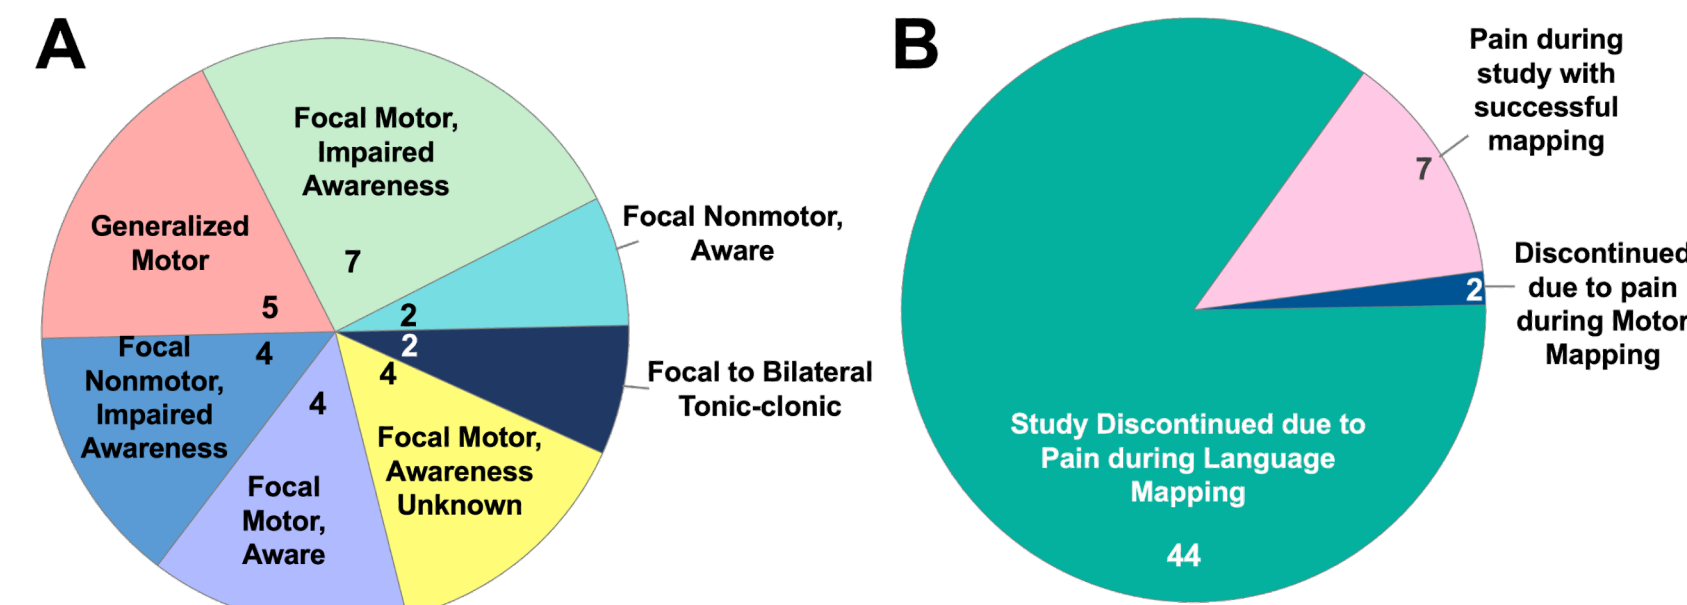 A
Focal Motor,
Impaired
Awareness
7
Generalized
Motor
5
Focal Nonmotor,
Aware
2
2
Focal to Bilateral
Tonic-clonic
4
Focal Motor,
Awareness
Unknown
4
Focal
Motor,
Aware
Focal
Nonmotor,
Impaired
Awareness
4
B
Pain during
study with
successful
mapping
7
Discontinued
due to pain
during Motor
Mapping
2
Study Discontinued due to
Pain during Language
Mapping
44